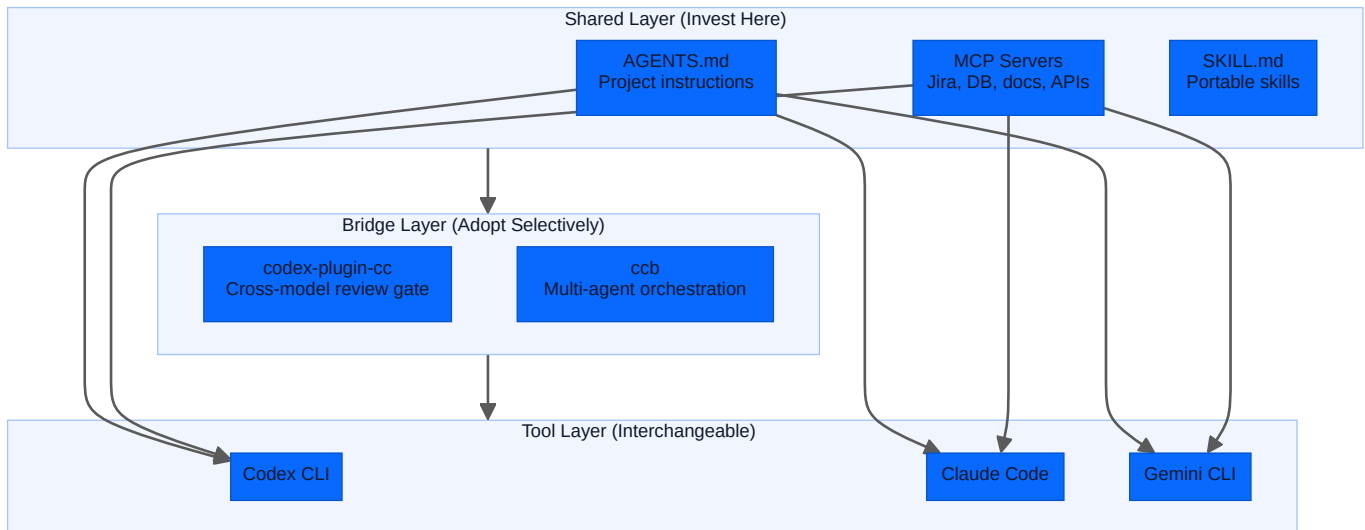 Shared Layer (Invest Here)
AGENTS.md
Project instructions
MCP Servers
Jira, DB, docs, APIs
SKILL.md
Portable skills
Bridge Layer (Adopt Selectively)
codex-plugin-cc
Cross-model review gate
ccb
Multi-agent orchestration
Tool Layer (Interchangeable)
Codex CLI
Claude Code
Gemini CLI